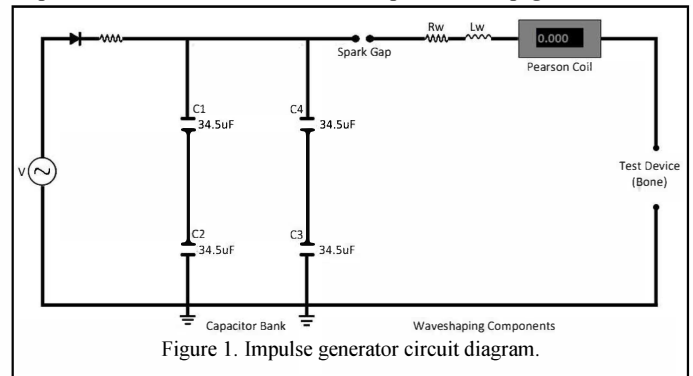 Rw
Lw
0.000
Spark Gap
Pearson Coil
C1
34.5uF
C4
34.5uF
V
Test Device
(Bone)
C2
34.5uF
C3
34.5uF
Capacitor Bank
Waveshaping Components
Figure 1. Impulse generator circuit diagram.